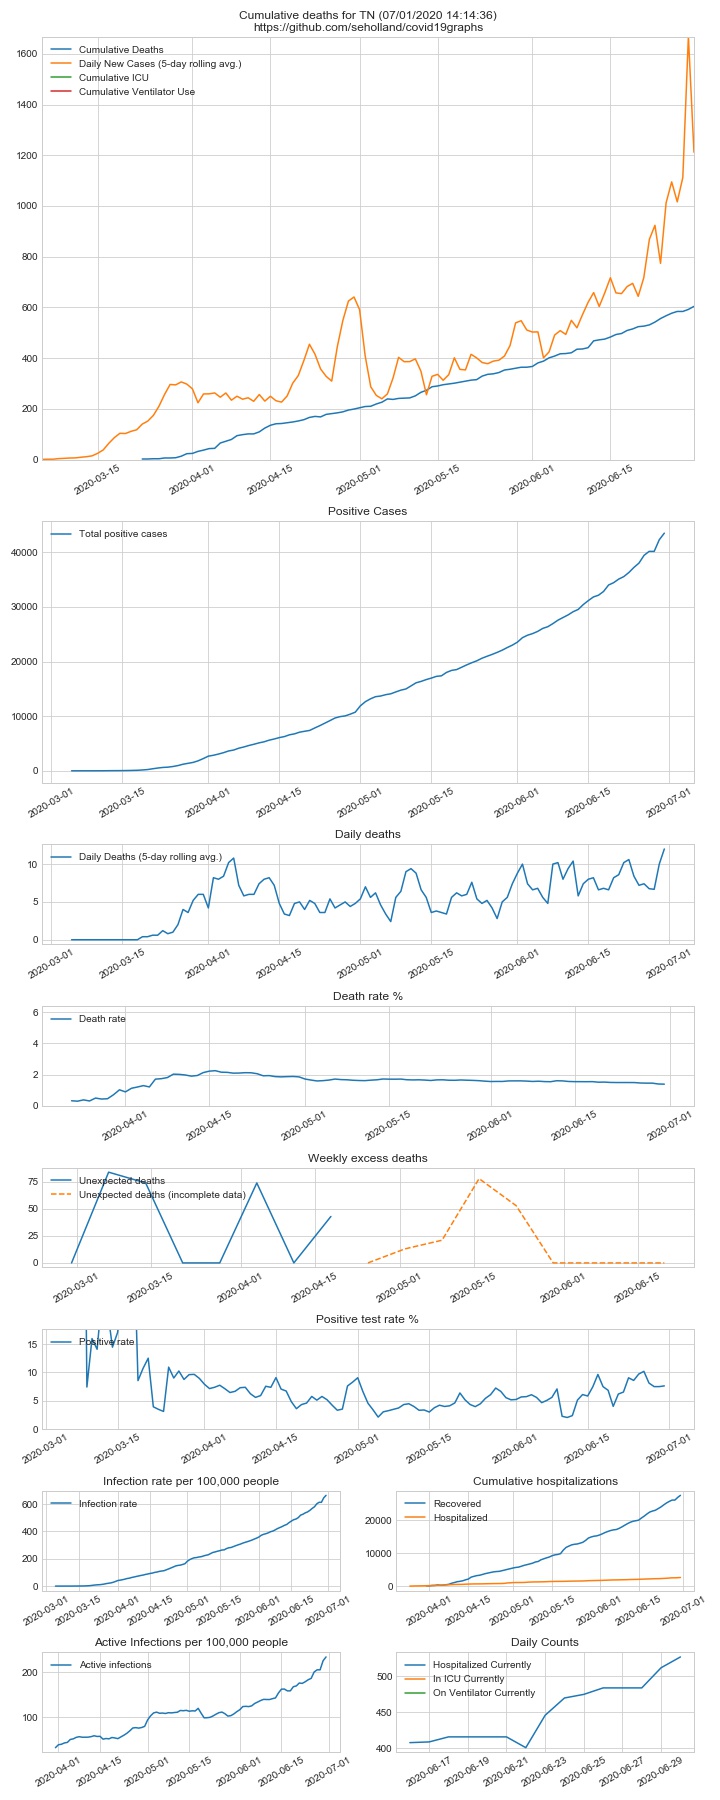 Cumulative deaths for TN (07/01/2020 14:14:36)
https://github.com/seholland/covid19graphs
Cumulative Deaths
Daily New Cases (5-day rolling avg.)
Cumulative ICU
Cumulative Ventilator Use
1600
1400
1200
1000
800
600
400
200
0
2020-03-15 2020-04-01 2020-04-15 2020-05-01 2020-05-15 2020-06-01 2020-06-15
Positive Cases
Total positive cases
40000
30000
20000
10000
0
2020-03-01 2020-03-15 2020-04-01 2020-04-15 2020-05-01 2020-05-15 2020-06-01 2020-06-15 2020-07-01
Daily deaths
Daily Deaths (5-day rolling avg.)
10
5
0
2020-03-01 2020-03-15 2020-04-01 2020-04-15 2020-05-01 2020-05-15 2020-06-01 2020-06-15 2020-07-01
Death rate %
Death rate
6
4
2
0
2020-04-01 2020-04-15 2020-05-01 2020-05-15 2020-06-01 2020-06-15 2020-07-01
Weekly excess deaths
Unexpected deaths
Unexpected deaths (incomplete data)
75
50
25
0
2020-03-01 2020-03-15 2020-04-01 2020-04-15 2020-05-01 2020-05-15 2020-06-01 2020-06-15
Positive test rate %
Positive rate
15
10
5
0
2020-03-01 2020-03-15 2020-04-01 2020-04-15 2020-05-01 2020-05-15 2020-06-01 2020-06-15 2020-07-01
Infection rate per 100,000 people
Infection rate
600
400
200
0
2020-03-01 2020-03-15 2020-04-01 2020-04-15 2020-05-01 2020-05-15 2020-06-01 2020-06-15 2020-07-01
Cumulative hospitalizations
Recovered
Hospitalized
20000
10000
0
2020-04-01 2020-04-15 2020-05-01 2020-05-15 2020-06-01 2020-06-15 2020-07-01
Active Infections per 100,000 people
Active infections
200
100
2020-04-01 2020-04-15 2020-05-01 2020-05-15 2020-06-01 2020-06-15 2020-07-01
Daily Counts
Hospitalized Currently
In ICU Currently
On Ventilator Currently
500
450
400
2020-06-17 2020-06-19 2020-06-21 2020-06-23 2020-06-25 2020-06-27 2020-06-29